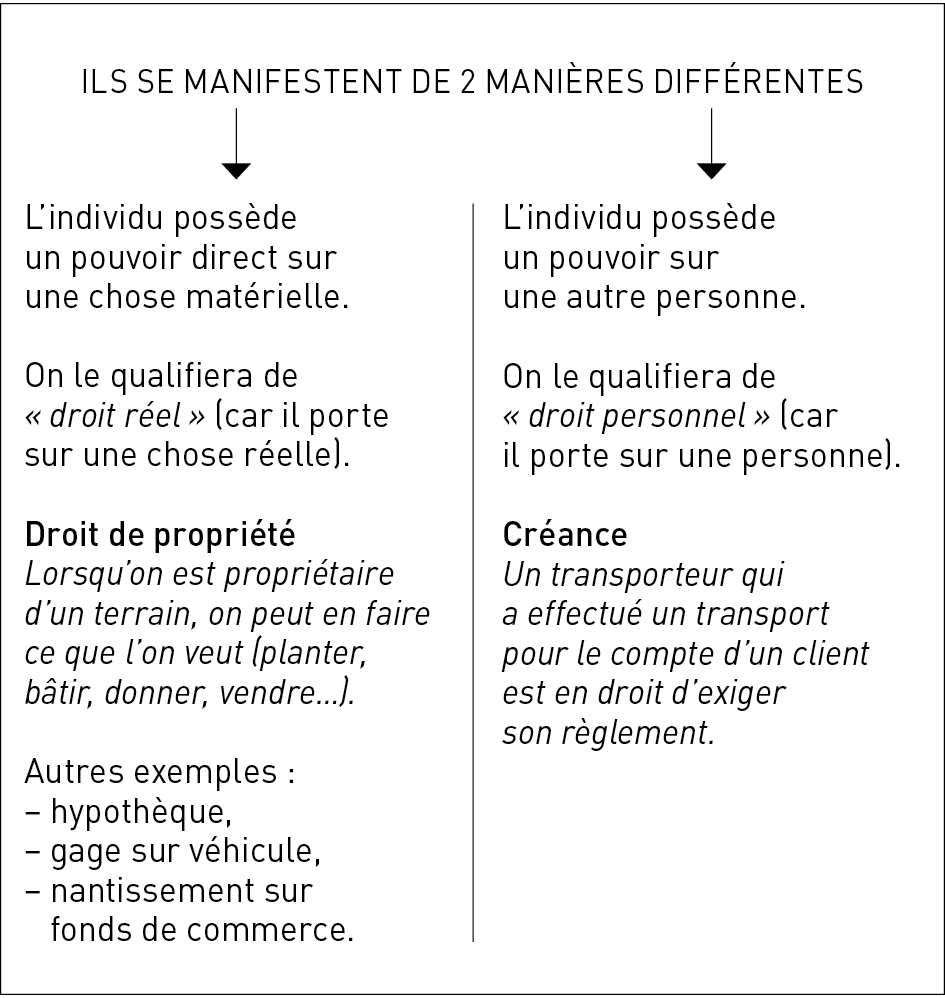 ILS SE MANIFESTENT DE 2 MANIÈRES DIFFÉRENTES
L’individu possède
un pouvoir direct sur
une chose matérielle.
On le qualifiera de
« droit réel » (car il porte
sur une chose réelle).
Droit de propriété
Lorsqu’on est propriétaire
d’un terrain, on peut en faire
ce que l’on veut (planter,
bâtir, donner, vendre…).
Autres exemples :
– hypothèque,
– gage sur véhicule,
– nantissement sur
fonds de commerce.
L’individu possède
un pouvoir sur
une autre personne.
On le qualifiera de
« droit personnel » (car
il porte sur une personne).
Créance
Un transporteur qui
a effectué un transport
pour le compte d’un client
est en droit d’exiger
son règlement.